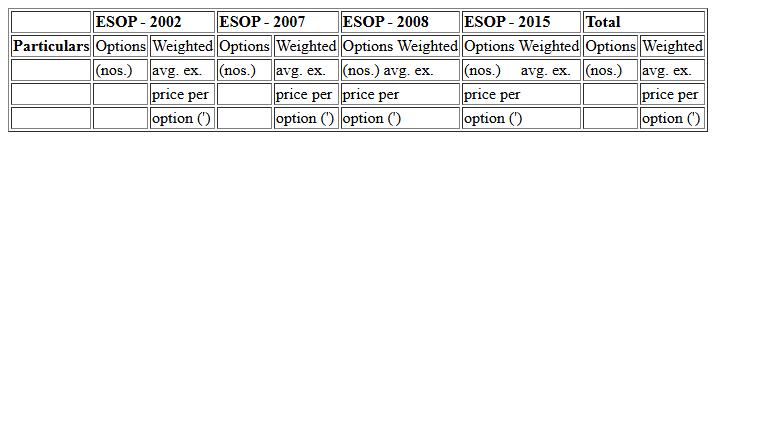 ESOP - 2002 ESOP - 2007 ESOP - 2008 ESOP - 2015 Total
Particulars Options Weighted Options Weighted Options Weighted Options Weighted Options Weighted
(nos.) avg. ex. (nos.) avg. ex. (nos.) avg. ex. (nos.) avg. ex. (nos.) avg. ex.
price per price per price per price per price per
option (') option (') option (') option (') option (')